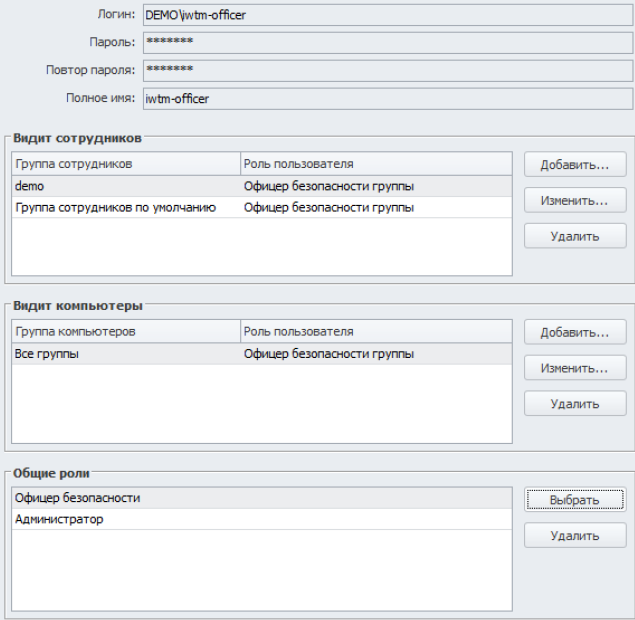 Логин: DEMO\iwtm-officer
Пароль: *******
Повтор пароля: *******
Полное имя: iwtm-officer
Видит сотрудников
Группа сотрудников Роль пользователя Добавить...
demo Офицер безопасности группы
Изменить...
Группа сотрудников по умолчанию Офицер безопасности группы
Удалить
Видит компьютеры
Группа компьютеров Роль пользователя Добавить...
Все группы Офицер безопасности группы
Изменить...
Удалить
Общие роли
Офицер безопасности Выбрать
Администратор
Удалить